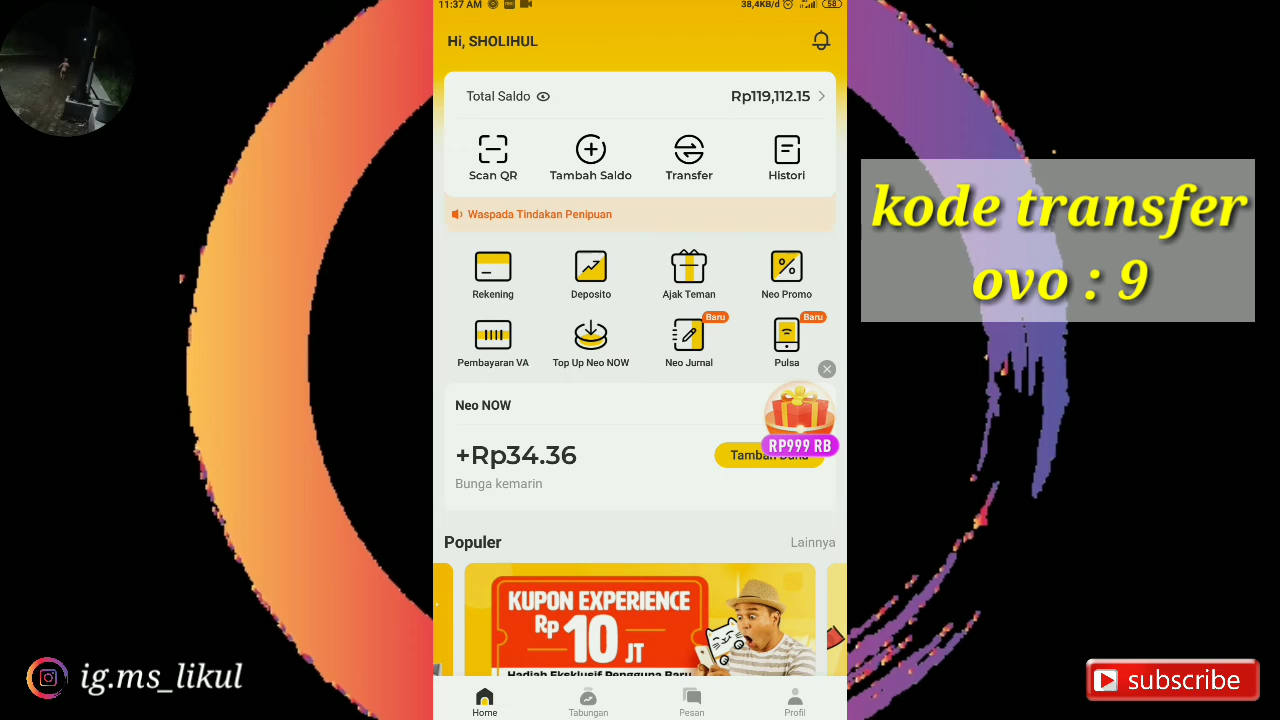 11:37 AM
38,4KB/d
58
Hi, SHOLIHUL
Total Saldo
Rp119,112.15
Scan QR
Tambah Saldo
Transfer
Histori
Waspada Tindakan Penipuan
Rekening
Deposito
Ajak Teman
Neo Promo
Baru
Baru
Pembayaran VA
Top Up Neo NOW
Neo Jurnal
Pulsa
Neo NOW
RP999 RB
+Rp34.36
Bunga kemarin
Populer
Lainnya
KUPON EXPERIENCE
Rp 10 JT
Hadiah Eksklusif Pengguna Baru
Home
Tabungan
Pesan
Profil
kode transfer
ovo : 9
ig.ms_likul
subscribe